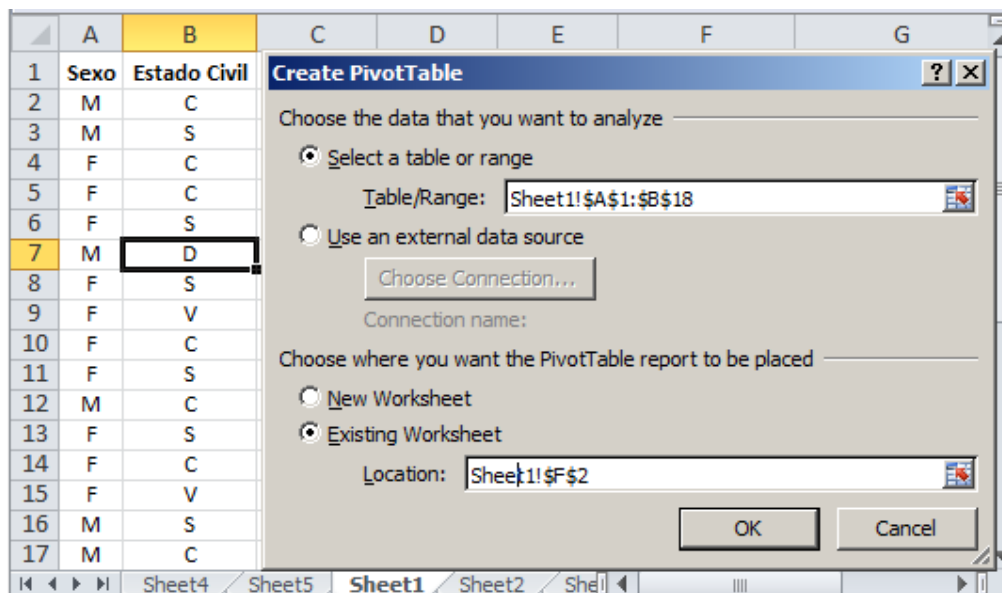 A B C D E F G
1 Sexo Estado Civil Create PivotTable
2 M C
Choose the data that you want to analyze
3 M S
4 F C Select a table or range
5 F C Table/Range: Sheet1!$A$1:$B$18
6 F S Use an external data source
7 M D
8 F S Choose Connection...
9 F V Connection name:
10 F C
Choose where you want the PivotTable report to be placed
11 F S
12 M C New Worksheet
13 F S Existing Worksheet
14 F C Location: Sheet1!$F$2
15 F V
16 M S OK Cancel
17 M C
Sheet4 Sheet5 Sheet1 Sheet2